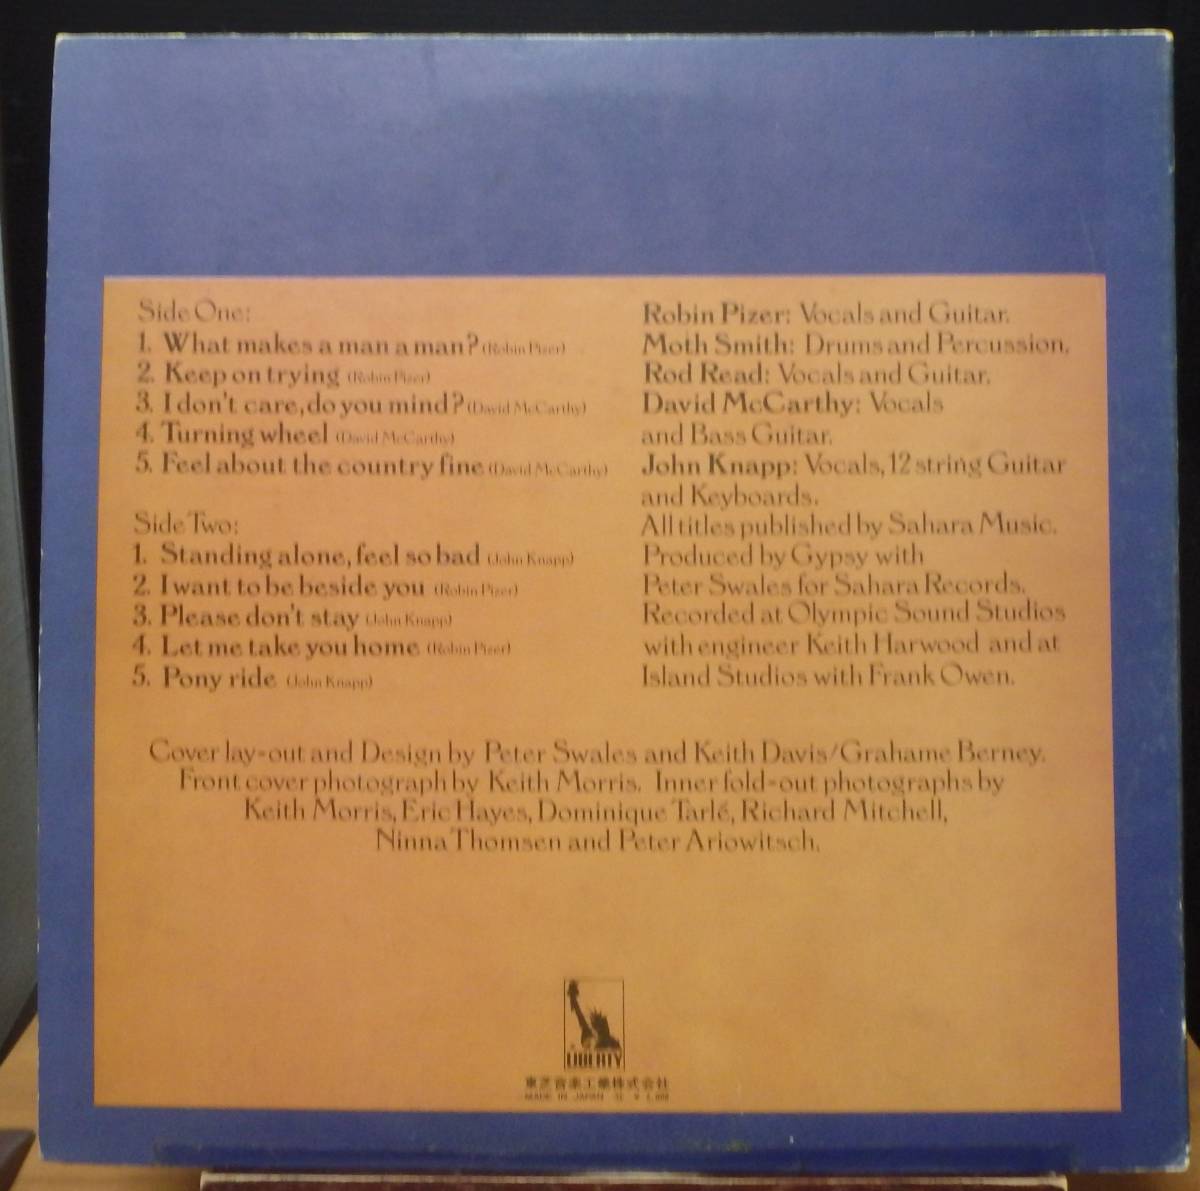 Side One:
1. What makes a man a man? (Robin Pizer)
2. Keep on trying (Robin Pizer)
3. I don't care, do you mind? (David McCarthy)
4. Turning wheel (David McCarthy)
5. Feel about the country fine (David McCarthy)
Side Two:
1. Standing alone, feel so bad (John Knapp)
2. I want to be beside you (Robin Pizer)
3. Please don't stay (John Knapp)
4. Let me take you home (Robin Pizer)
5. Pony ride (John Knapp)
Robin Pizer: Vocals and Guitar.
Moth Smith: Drums and Percussion.
Rod Read: Vocals and Guitar.
David McCarthy: Vocals
and Bass Guitar.
John Knapp: Vocals, 12 string Guitar
and Keyboards.
All titles published by Sahara Music.
Produced by Gypsy with
Peter Swales for Sahara Records.
Recorded at Olympic Sound Studios
with engineer Keith Harwood and at
Island Studios with Frank Owen.
Cover lay-out and Design by Peter Swales and Keith Davis/Grahame Berney.
Front cover photograph by Keith Morris. Inner fold-out photographs by
Keith Morris, Eric Hayes, Dominique Tarlé, Richard Mitchell,
Ninna Thomsen and Peter Ariowitsch.
LIBERTY
東芝音楽工業株式会社
MADE IN JAPAN